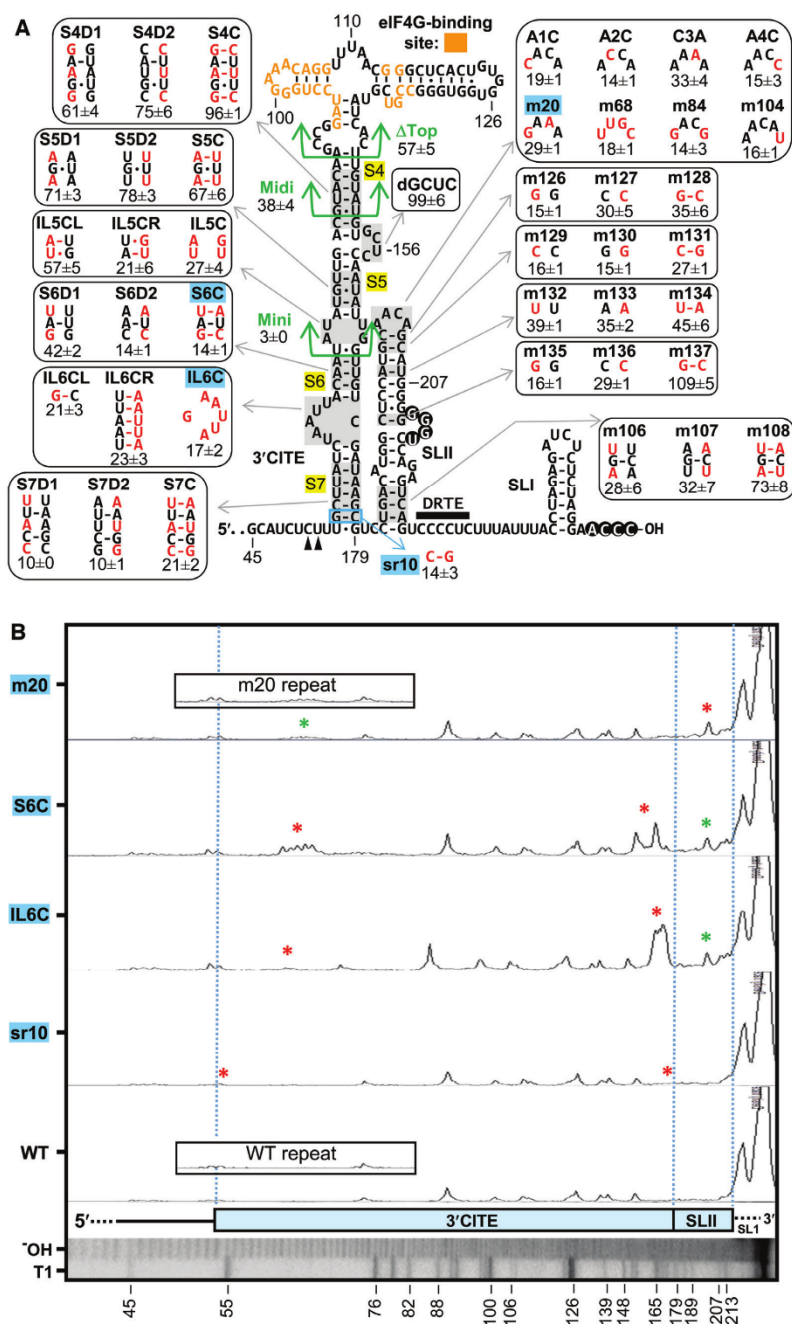 A
S4D1 S4D2 S4C
61±4 75±6 96±1
S5D1 S5D2 S5C
71±3 78±3 67±6
IL5CL IL5CR IL5C
57±5 21±6 27±4
S6D1 S6D2 S6C
42±2 14±1 14±1
IL6CL IL6CR IL6C
G-C
21±3 23±3 17±2
S7D1 S7D2 S7C
10±0 10±1 21±2
110
eIF4G-binding
site:
100
126
ΔTop
57±5
S4
Midi
38±4
dGCUC
99±6
-156
S5
Mini
3±0
S6
-207
3'CITE
SLII
S7
SLI
DRTE
5'..GCAUCUCUUU
UCCCCUCUUUAUUUAC
ACCC-OH
45
179
sr10 C-G
14±3
A1C A2C C3A A4C
19±1 14±1 33±4 15±3
m20 m68 m84 m104
29±1 18±1 14±3 16±1
m126 m127 m128
G G C C G-C
15±1 30±5 35±6
m129 m130 m131
C C G G C-G
16±1 15±1 27±1
m132 m133 m134
U U A A U-A
39±1 35±2 45±6
m135 m136 m137
G G C C G-C
16±1 29±1 109±5
m106 m107 m108
28±6 32±7 73±8
B
m20
m20 repeat
*
*
S6C
*
*
*
IL6C
*
*
*
sr10
*
*
WT
WT repeat
5'
3'CITE
SLII
SL1
3'
-OH
T1
45 55 76 82 88 100 106 126 139 148 165 179 189 207 213